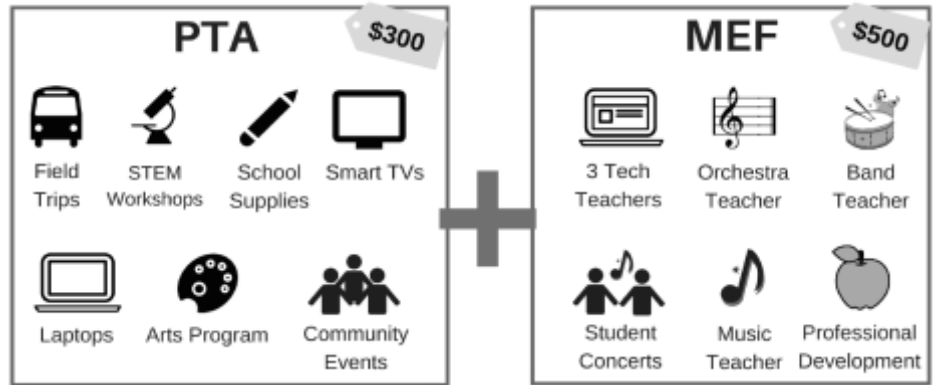 PTA
$300
Field
Trips
STEM
Workshops
School
Supplies
Smart TVs
Laptops
Arts Program
Community
Events
MEF
$500
3 Tech
Teachers
Orchestra
Teacher
Band
Teacher
Student
Concerts
Music
Teacher
Professional
Development